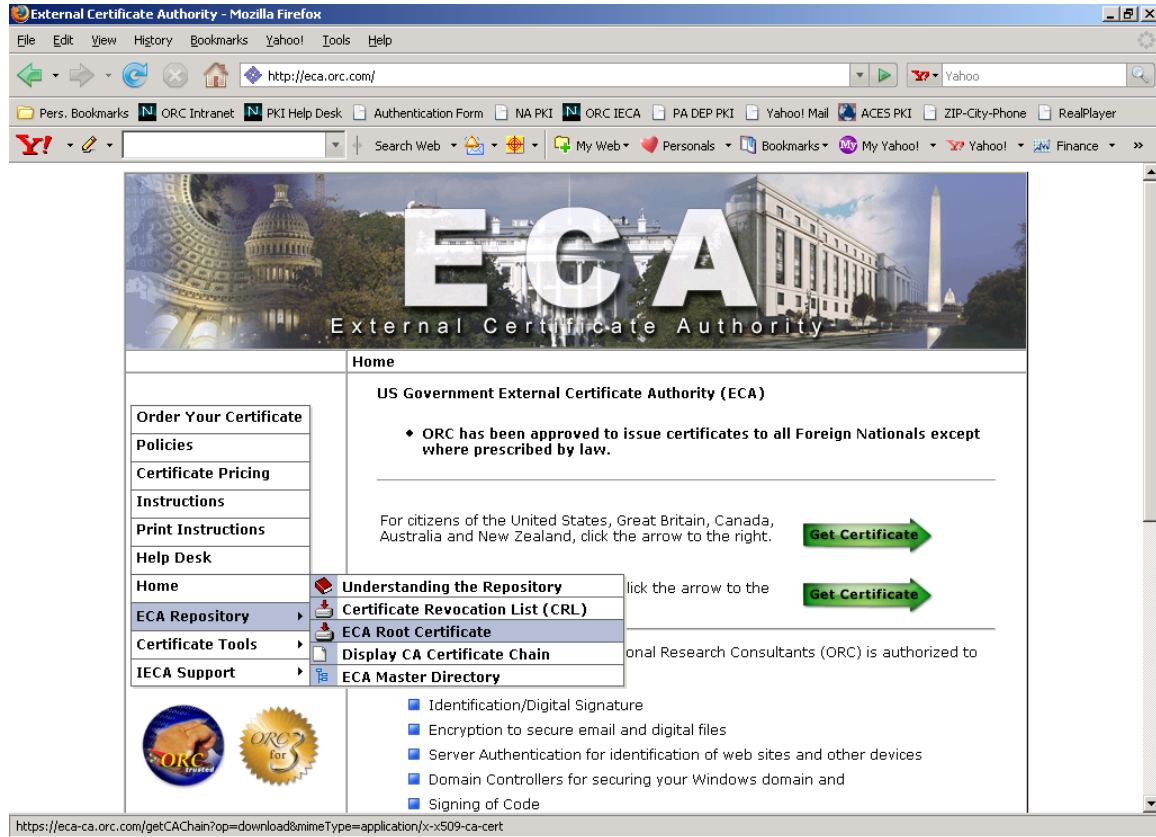 External Certificate Authority - Mozilla Firefox
File Edit View History Bookmarks Yahoo! Tools Help
http://eca.orc.com/
Yahoo
Pers. Bookmarks ORC Intranet PKI Help Desk Authentication Form NA PKI ORC IECA PA DEP PKI Yahoo! Mail ACES PKI ZIP-City-Phone RealPlayer
Y! Search Web My Web Personals Bookmarks My Yahoo! Yahoo! Finance »
ECA
External Certificate Authority
Home
US Government External Certificate Authority (ECA)
Order Your Certificate
Policies
Certificate Pricing
Instructions
Print Instructions
Help Desk
Home
ECA Repository
Certificate Tools
IECA Support
• ORC has been approved to issue certificates to all Foreign Nationals except
where prescribed by law.
For citizens of the United States, Great Britain, Canada,
Australia and New Zealand, click the arrow to the right.
Get Certificate
Understanding the Repository
Certificate Revocation List (CRL)
ECA Root Certificate
Display CA Certificate Chain
ECA Master Directory
lick the arrow to the
Get Certificate
onal Research Consultants (ORC) is authorized to
Identification/Digital Signature
Encryption to secure email and digital files
Server Authentication for identification of web sites and other devices
Domain Controllers for securing your Windows domain and
Signing of Code
ORC trusted
ORC for 3
https://eca-ca.orc.com/getCAChain?op=download&mimeType=application/x-x509-ca-cert